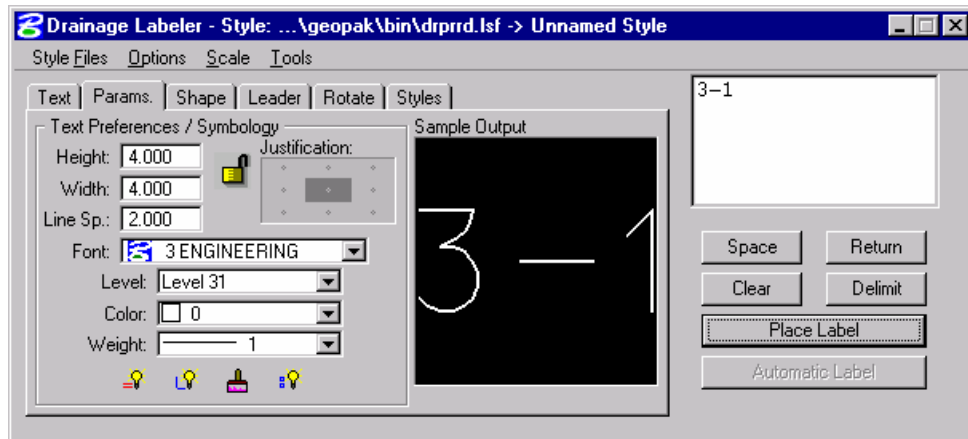 Drainage Labeler - Style: ...\geopak\bin\drprrd.lsf -> Unnamed Style
Style Files Options Scale Tools
Text Params. Shape Leader Rotate Styles
Text Preferences / Symbology
Height: 4.000
Width: 4.000
Line Sp.: 2.000
Justification:
Font: 3 ENGINEERING
Level: Level 31
Color: 0
Weight: 1
Sample Output
3-1
3-1
Space Return
Clear Delimit
Place Label
Automatic Label